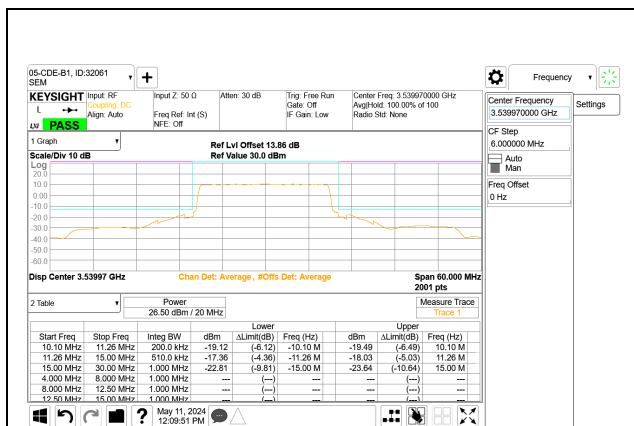 05-CDE-B1, ID:32061
SEM
Frequency
KEYSIGHT
L
LXI
PASS
Input: RF
Coupling: DC
Align: Auto
Input Z: 50 Ω
Freq Ref: Int (S)
NFE: Off
Atten: 30 dB
Trig: Free Run
Gate: Off
IF Gain: Low
Center Freq: 3.539970000 GHz
Avg|Hold: 100.00% of 100
Radio Std: None
Center Frequency
3.539970000 GHz
Settings
CF Step
6.000000 MHz
Auto
Man
Freq Offset
0 Hz
1 Graph
Ref Lvl Offset 13.86 dB
Scale/Div 10 dB
Ref Value 30.0 dBm
Log
20.0
10.0
0.00
-10.0
-20.0
-30.0
-40.0
-50.0
-60.0
Disp Center 3.53997 GHz
Chan Det: Average, #Offs Det: Average
Span 60.000 MHz
2001 pts
2 Table
Power
26.50 dBm / 20 MHz
Measure Trace
Trace 1
Lower Upper
Start Freq Stop Freq Integ BW dBm ΔLimit(dB) Freq (Hz) dBm ΔLimit(dB) Freq (Hz)
10.10 MHz 11.26 MHz 200.0 kHz -19.12 (-6.12) -10.10 M -19.49 (-6.49) 10.10 M
11.26 MHz 15.00 MHz 510.0 kHz -17.36 (-4.36) -11.26 M -18.03 (-5.03) 11.26 M
15.00 MHz 30.00 MHz 1.000 MHz -22.81 (-9.81) -15.00 M -23.64 (-10.64) 15.00 M
4.000 MHz 8.000 MHz 1.000 MHz --- (---) --- --- (---) ---
8.000 MHz 12.50 MHz 1.000 MHz --- (---) --- --- (---) ---
12.50 MHz 15.00 MHz 1.000 MHz --- (---) --- --- (---) ---
May 11, 2024
12:09:51 PM